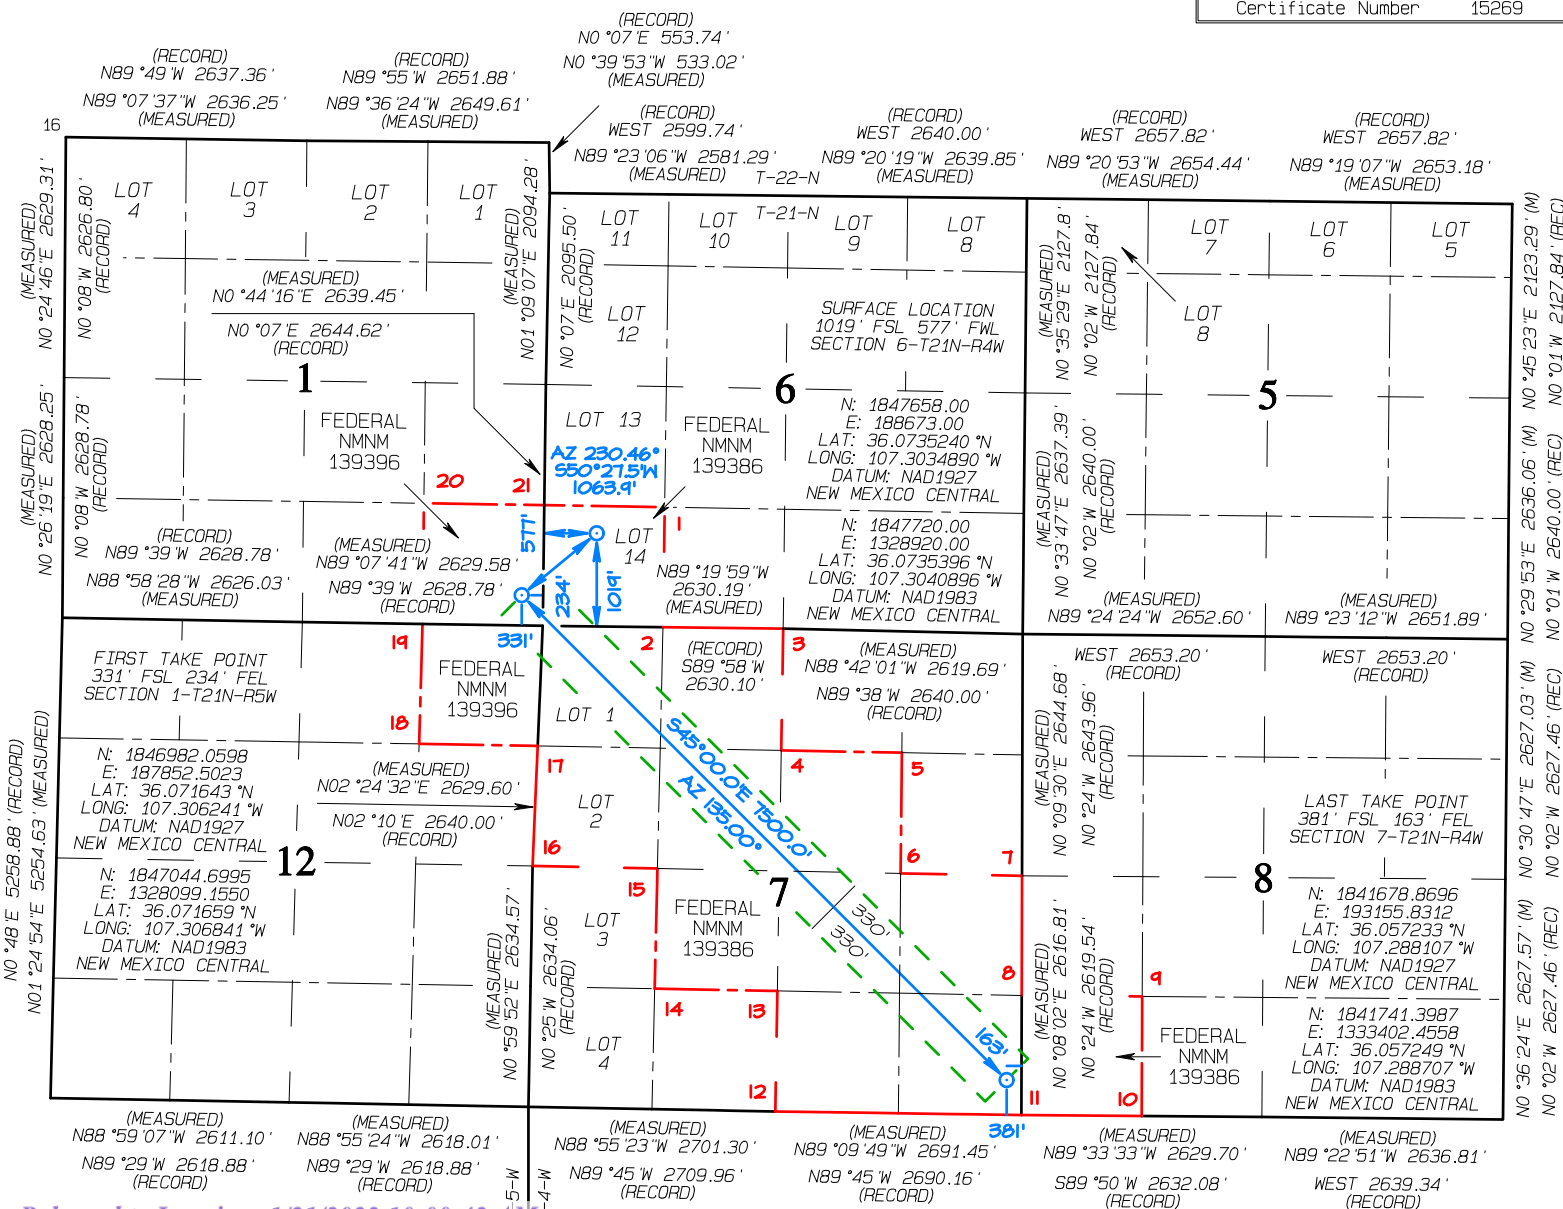 Certificate Number 15269
(RECORD)
N0°07'E 553.74'
N0°39'53"W 533.02'
(MEASURED)
(RECORD)
N89°49'W 2637.36'
N89°07'37"W 2636.25'
(MEASURED)
(RECORD)
N89°55'W 2651.88'
N89°36'24"W 2649.61'
(MEASURED)
(RECORD)
WEST 2599.74'
N89°23'06"W 2581.29'
(MEASURED)
(RECORD)
WEST 2640.00'
N89°20'19"W 2639.85'
(MEASURED)
(RECORD)
WEST 2657.82'
N89°20'53"W 2654.44'
(MEASURED)
(RECORD)
WEST 2657.82'
N89°19'07"W 2653.18'
(MEASURED)
16
T-22-N
T-21-N
(MEASURED)
N0°24'46"E 2629.31'
N0°08'W 2626.80'
(RECORD)
LOT
4
LOT
3
LOT
2
LOT
1
(MEASURED)
N01°09'07"E 2094.28'
N0°07'E 2095.50'
(RECORD)
LOT
11
LOT
10
LOT
9
LOT
8
(MEASURED)
N0°35'29"E 2127.8'
N0°02'W 2127.84'
(RECORD)
LOT
7
LOT
6
LOT
5
LOT
8
N0°45'23"E 2123.29'(M)
N0°01'W 2127.84'(REC)
(MEASURED)
N0°44'16"E 2639.45'
N0°07'E 2644.62'
(RECORD)
LOT
12
SURFACE LOCATION
1019' FSL 577' FWL
SECTION 6-T21N-R4W
1
6
5
N: 1847658.00
E: 188673.00
LAT: 36.0735240°N
LONG: 107.3034890°W
DATUM: NAD1927
NEW MEXICO CENTRAL
N: 1847720.00
E: 1328920.00
LAT: 36.0735396°N
LONG: 107.3040896°W
DATUM: NAD1983
NEW MEXICO CENTRAL
(MEASURED)
N0°26'19"E 2628.25'
N0°08'W 2628.78'
(RECORD)
FEDERAL
NMNM
139396
LOT 13
FEDERAL
NMNM
139386
AZ 230.46°
S50°27.5'W
1063.9'
20
21
1
577'
LOT
14
234'
1019'
331'
(MEASURED)
N0°33'47"E 2637.39'
N0°02'W 2640.00'
(RECORD)
N0°29'53"E 2636.06'(M)
N0°01'W 2640.00'(REC)
(RECORD)
N89°39'W 2628.78'
N88°58'28"W 2626.03'
(MEASURED)
(MEASURED)
N89°07'41"W 2629.58'
N89°39'W 2628.78'
(RECORD)
N89°19'59"W
2630.19'
(MEASURED)
(RECORD)
S89°58'W
2630.10'
(MEASURED)
N88°42'01"W 2619.69'
N89°38'W 2640.00'
(RECORD)
(MEASURED)
N89°24'24"W 2652.60'
WEST 2653.20'
(RECORD)
(MEASURED)
N89°23'12"W 2651.89'
WEST 2653.20'
(RECORD)
19
2
3
FIRST TAKE POINT
331' FSL 234' FEL
SECTION 1-T21N-R5W
N: 1846982.0598
E: 187852.5023
LAT: 36.071643°N
LONG: 107.306241°W
DATUM: NAD1927
NEW MEXICO CENTRAL
N: 1847044.6995
E: 1328099.1550
LAT: 36.071659°N
LONG: 107.306841°W
DATUM: NAD1983
NEW MEXICO CENTRAL
FEDERAL
NMNM
139396
18
17
16
15
LOT 1
LOT
2
LOT
3
LOT
4
(MEASURED)
N02°24'32"E 2629.60'
N02°10'E 2640.00'
(RECORD)
S45°00.0'E 7500.0'
AZ 135.00°
4
5
6
7
12
7
8
330'
330'
FEDERAL
NMNM
139386
(MEASURED)
N0°09'30"E 2644.68'
N0°24'W 2643.96'
(RECORD)
LAST TAKE POINT
381' FSL 163' FEL
SECTION 7-T21N-R4W
N: 1841678.8696
E: 193155.8312
LAT: 36.057233°N
LONG: 107.288107°W
DATUM: NAD1927
NEW MEXICO CENTRAL
N: 1841741.3987
E: 1333402.4558
LAT: 36.057249°N
LONG: 107.288707°W
DATUM: NAD1983
NEW MEXICO CENTRAL
N0°30'47"E 2627.03'(M)
N0°02'W 2627.46'(REC)
N0°48'E 5258.88'(RECORD)
N01°24'54"E 5254.63'(MEASURED)
(MEASURED)
N0°59'52"E 2634.57'
N0°25'W 2634.06'
(RECORD)
14
13
12
8
9
10
11
163'
381'
(MEASURED)
N0°08'02"E 2616.81'
N0°24'W 2619.54'
(RECORD)
FEDERAL
NMNM
139386
N0°36'24"E 2627.57'(M)
N0°02'W 2627.46'(REC)
(MEASURED)
N88°59'07"W 2611.10'
N89°29'W 2618.88'
(RECORD)
(MEASURED)
N88°55'24"W 2618.01'
N89°29'W 2618.88'
(RECORD)
5-W
4-W
(MEASURED)
N88°55'23"W 2701.30'
N89°45'W 2709.96'
(RECORD)
(MEASURED)
N89°09'49"W 2691.45'
N89°45'W 2690.16'
(RECORD)
(MEASURED)
N89°33'33"W 2629.70'
S89°50'W 2632.08'
(RECORD)
(MEASURED)
N89°22'51"W 2636.81'
WEST 2639.34'
(RECORD)